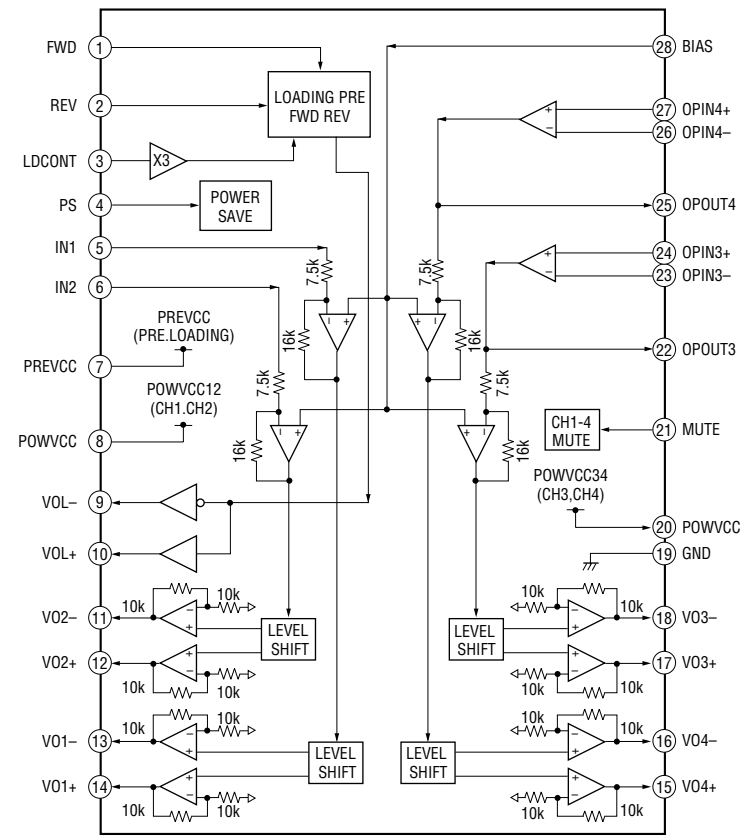 FWD 1
REV 2
LDCONT 3
PS 4
IN1 5
IN2 6
PREVCC 7
POWVCC 8
VOL– 9
VOL+ 10
VO2– 11
VO2+ 12
VO1– 13
VO1+ 14
LOADING PRE
FWD REV
X3
POWER
SAVE
PREVCC
(PRE.LOADING)
POWVCC12
(CH1.CH2)
7.5k
16k
7.5k
16k
7.5k
16k
7.5k
16k
10k
10k
LEVEL
SHIFT
10k
10k
10k
10k
LEVEL
SHIFT
10k
10k
10k
10k
LEVEL
SHIFT
10k
10k
10k
10k
LEVEL
SHIFT
10k
10k
CH1-4
MUTE
POWVCC34
(CH3,CH4)
28 BIAS
27 OPIN4+
26 OPIN4–
25 OPOUT4
24 OPIN3+
23 OPIN3–
22 OPOUT3
21 MUTE
20 POWVCC
19 GND
18 VO3–
17 VO3+
16 VO4–
15 VO4+
+
–
+
–
–
+
–
+
–
+
–
+
–
+
+
–
–
+
+
–
–
+
+
–
–
+
+
–